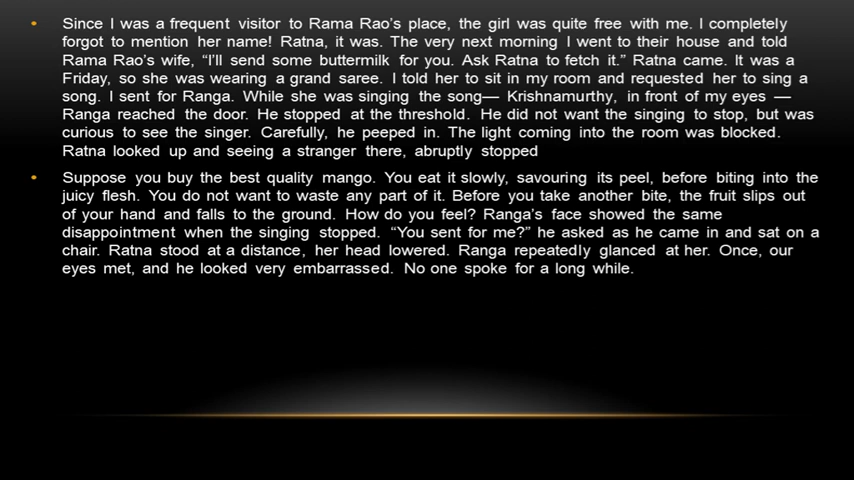 Since I was a frequent visitor to Rama Rao's place, the girl was quite free with me. I completely
forgot to mention her name! Ratna, it was. The very next morning I went to their house and told
Rama Rao's wife, “I'll send some buttermilk for you. Ask Ratna to fetch it.” Ratna came. It was a
Friday, so she was wearing a grand saree. I told her to sit in my room and requested her to sing a
song. I sent for Ranga. While she was singing the song— Krishnamurthy, in front of my eyes —
Ranga reached the door. He stopped at the threshold. He did not want the singing to stop, but was
curious to see the singer. Carefully, he peeped in. The light coming into the room was blocked.
Ratna looked up and seeing a stranger there, abruptly stopped
Suppose you buy the best quality mango. You eat it slowly, savouring its peel, before biting into the
juicy flesh. You do not want to waste any part of it. Before you take another bite, the fruit slips out
of your hand and falls to the ground. How do you feel? Ranga's face showed the same
disappointment when the singing stopped. “You sent for me?” he asked as he came in and sat on a
chair. Ratna stood at a distance, her head lowered. Ranga repeatedly glanced at her. Once, our
eyes met, and he looked very embarrassed. No one spoke for a long while.